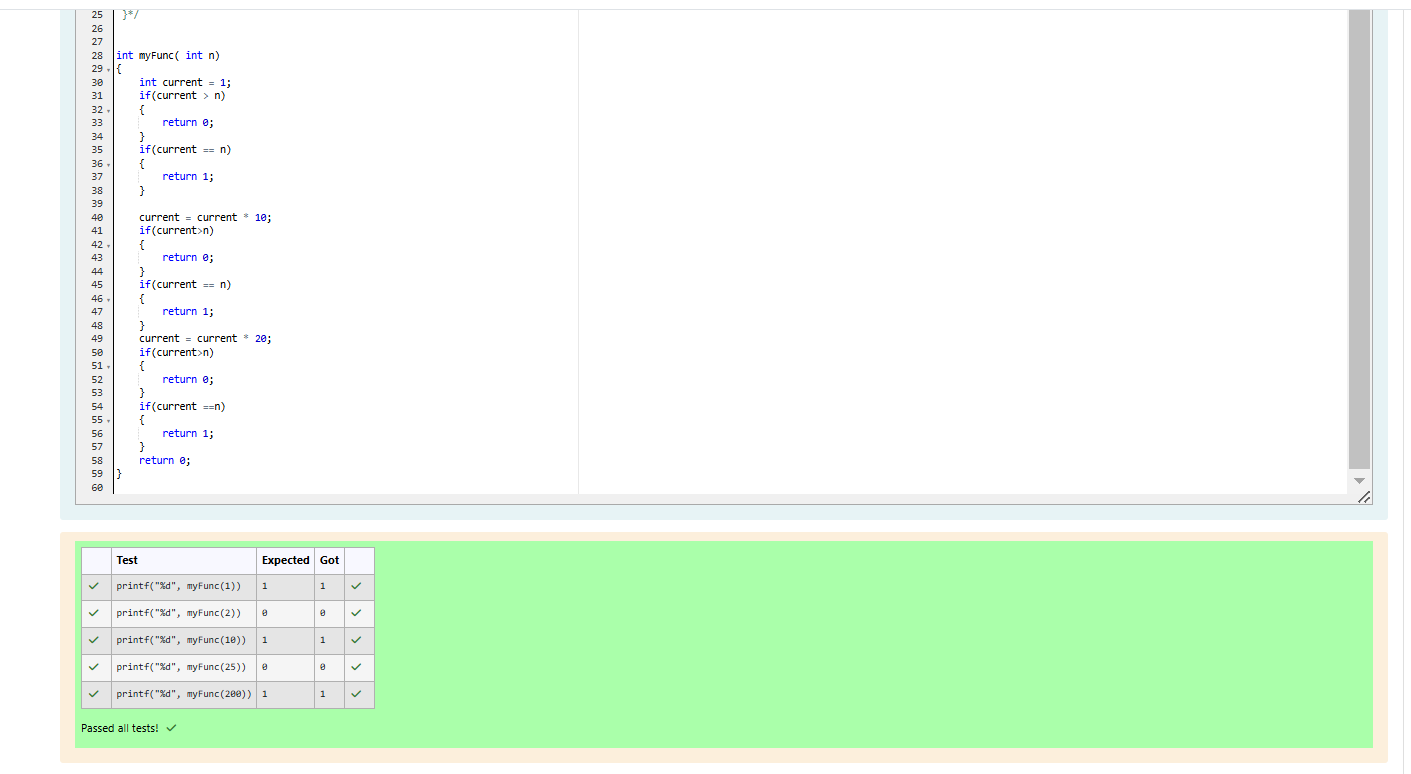 25 }*/
26
27
28 int myFunc( int n)
29 {
30 int current = 1;
31 if(current > n)
32 {
33 return 0;
34 }
35 if(current == n)
36 {
37 return 1;
38 }
39
40 current = current * 10;
41 if(current>n)
42 {
43 return 0;
44 }
45 if(current == n)
46 {
47 return 1;
48 }
49 current = current * 20;
50 if(current>n)
51 {
52 return 0;
53 }
54 if(current ==n)
55 {
56 return 1;
57 }
58 return 0;
59 }
60
Test Expected Got
printf("%d", myFunc(1)) 1 1
printf("%d", myFunc(2)) 0 0
printf("%d", myFunc(10)) 1 1
printf("%d", myFunc(25)) 0 0
printf("%d", myFunc(200)) 1 1
Passed all tests!